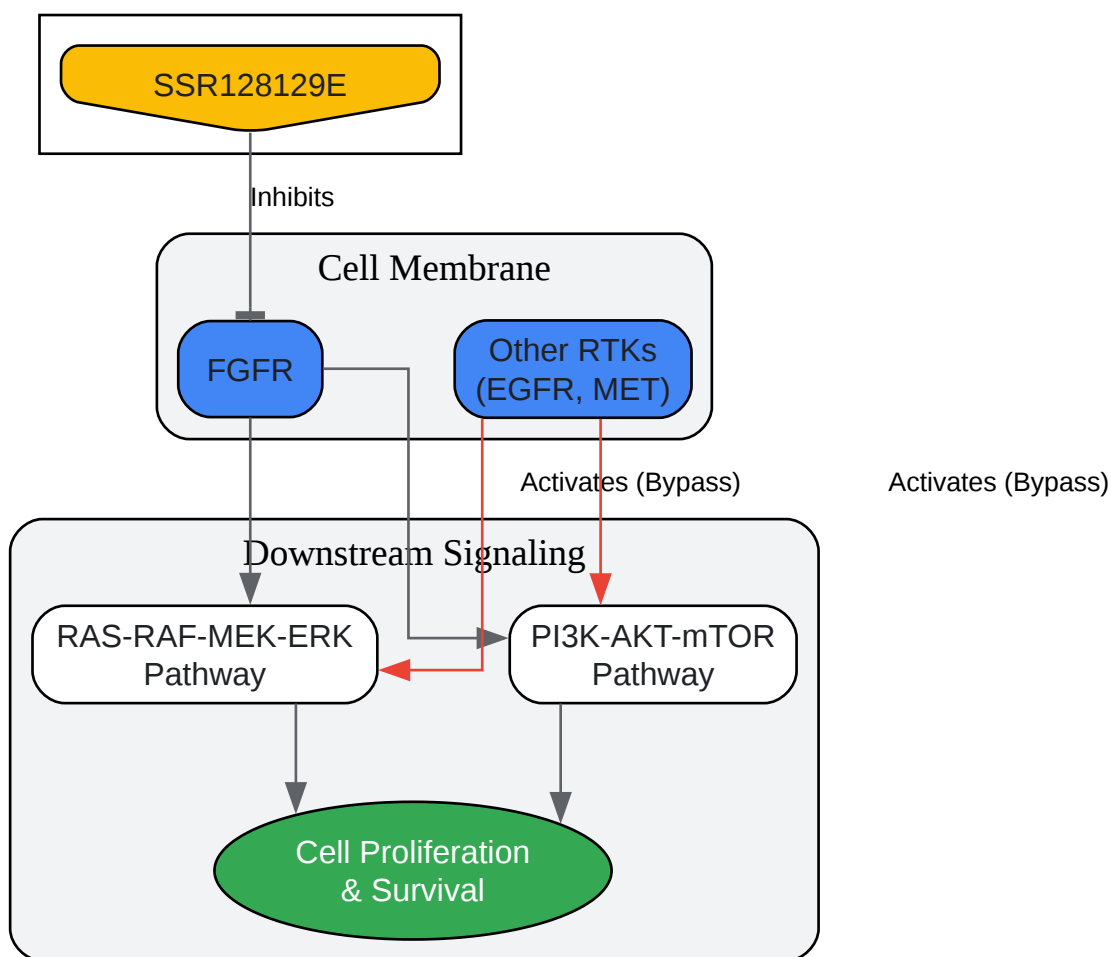 SSR128129E
Inhibits
Cell Membrane
FGFR
Other RTKs
(EGFR, MET)
Activates (Bypass)
Activates (Bypass)
Downstream Signaling
RAS-RAF-MEK-ERK
Pathway
PI3K-AKT-mTOR
Pathway
Cell Proliferation
& Survival